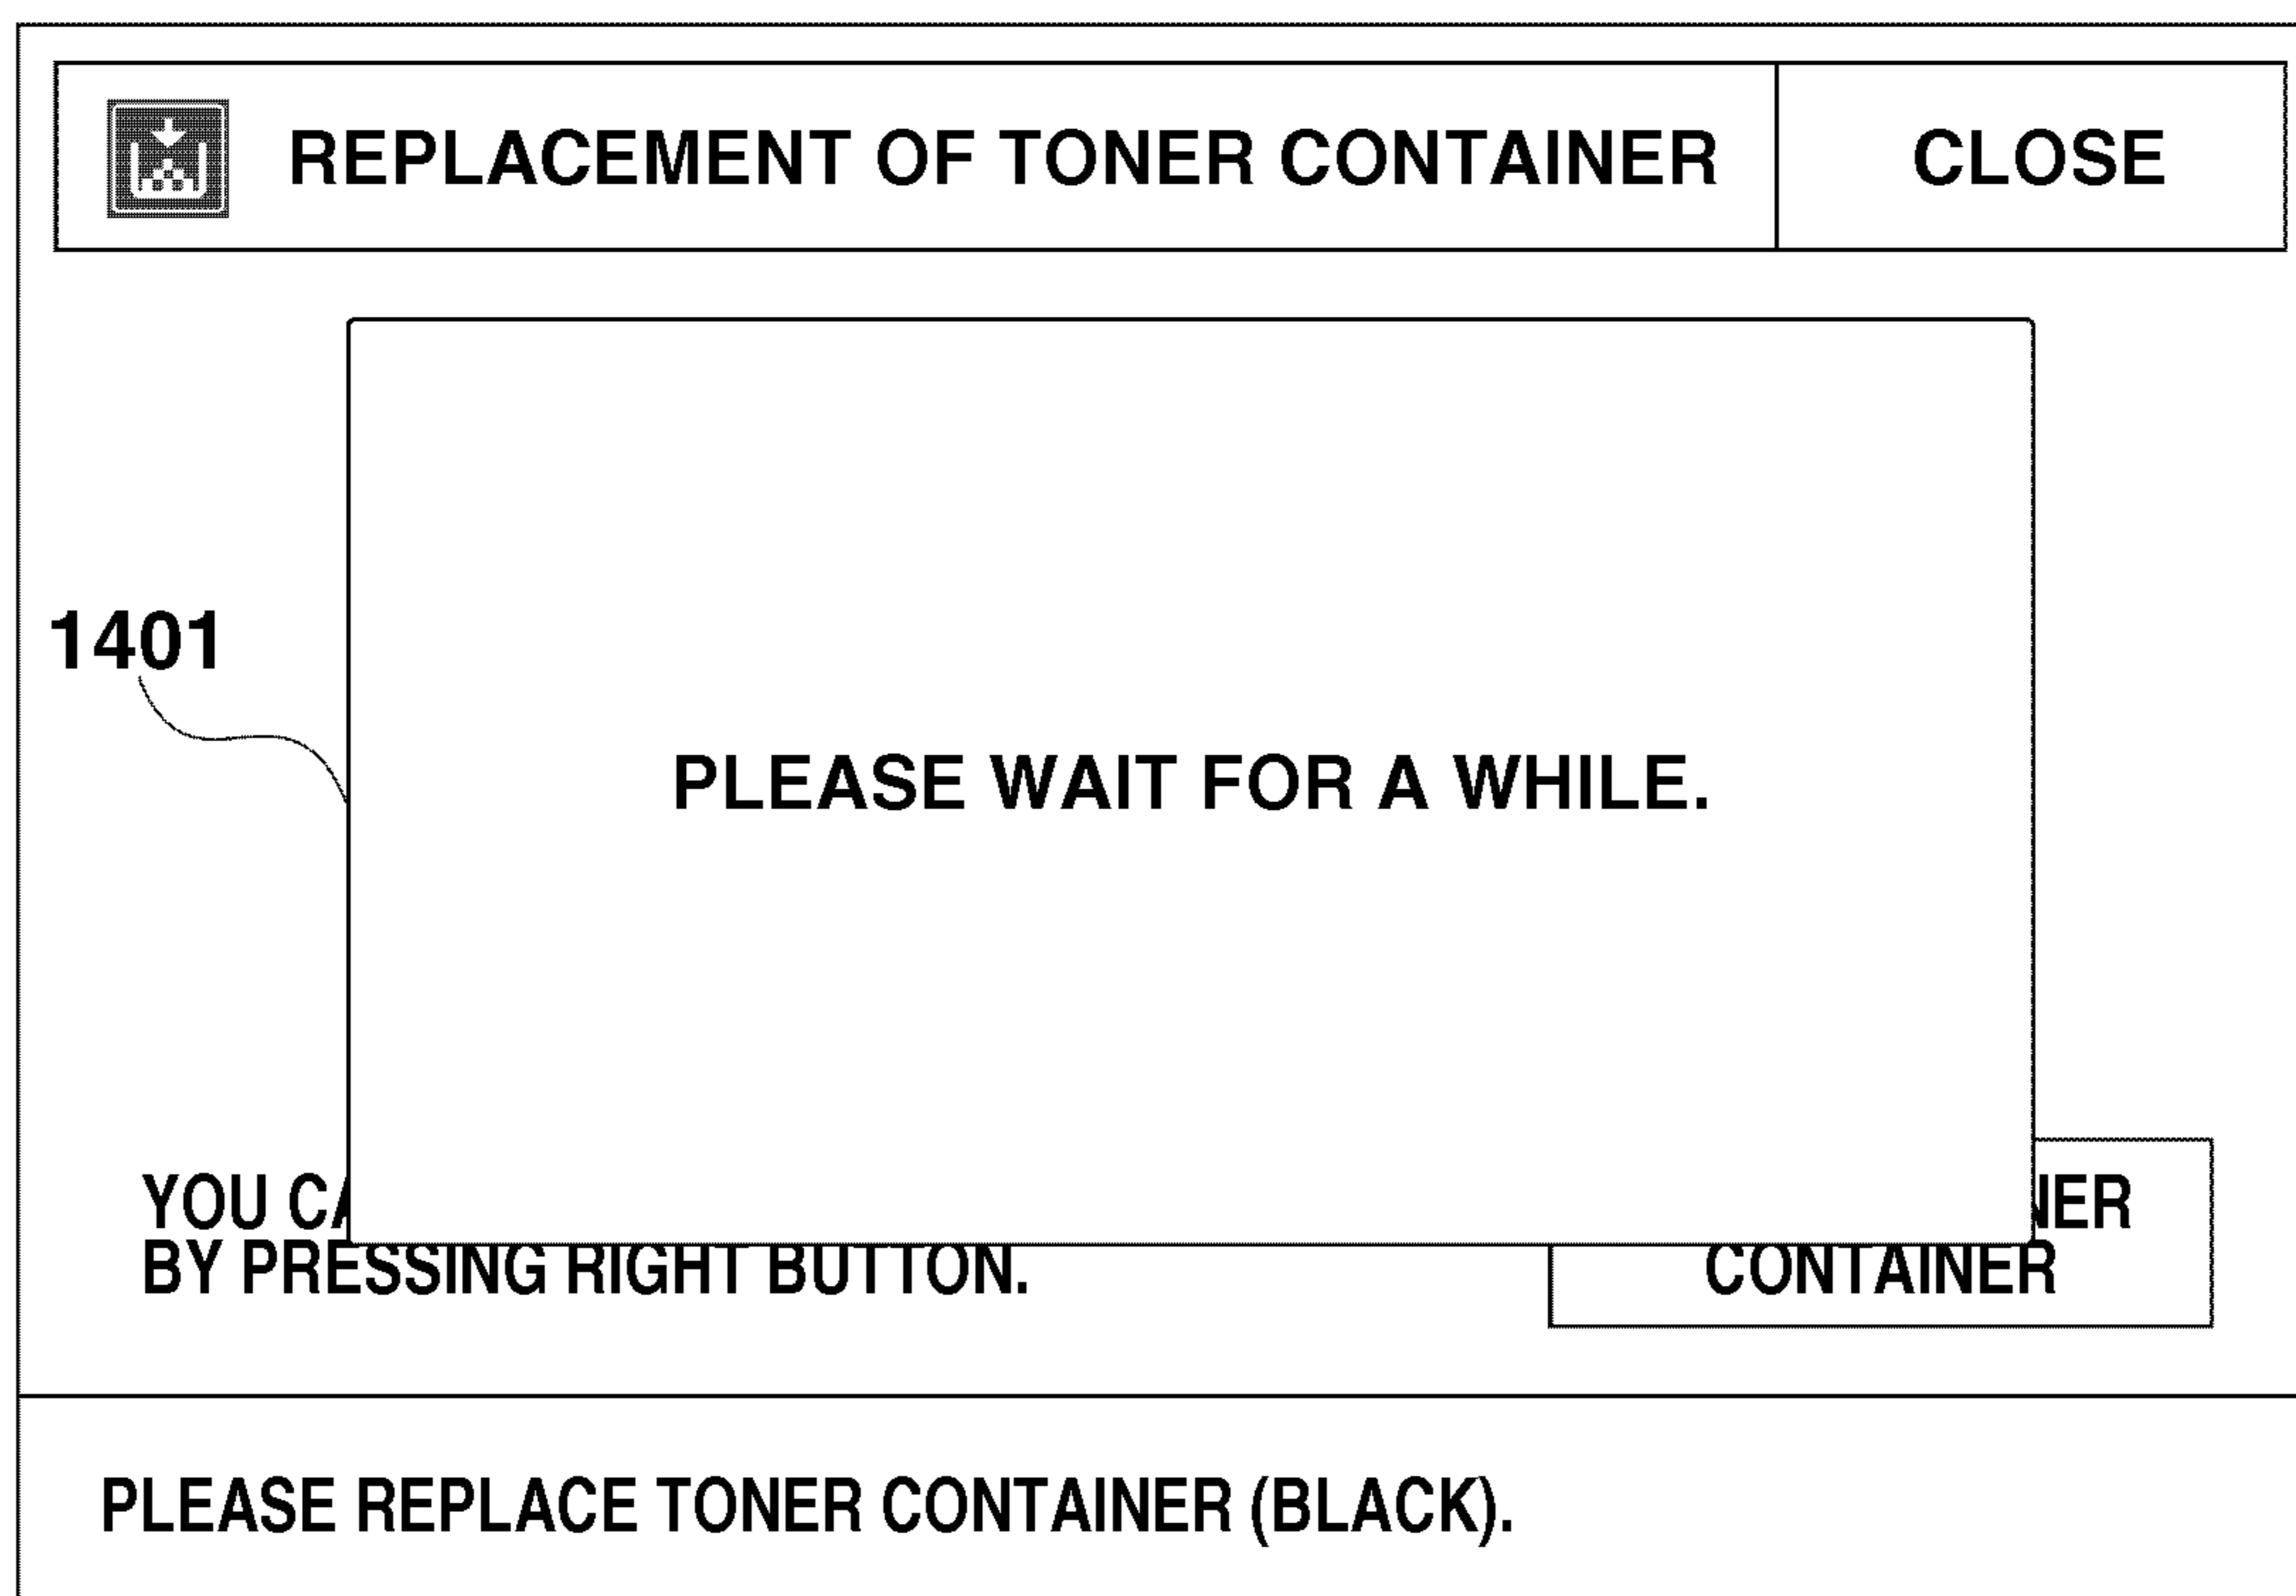 REPLACEMENT OF TONER CONTAINER CLOSE
1401
PLEASE WAIT FOR A WHILE.
YOU
BY PRESSING RIGHT BUTTON.
CONTAINER
PLEASE REPLACE TONER CONTAINER (BLACK).